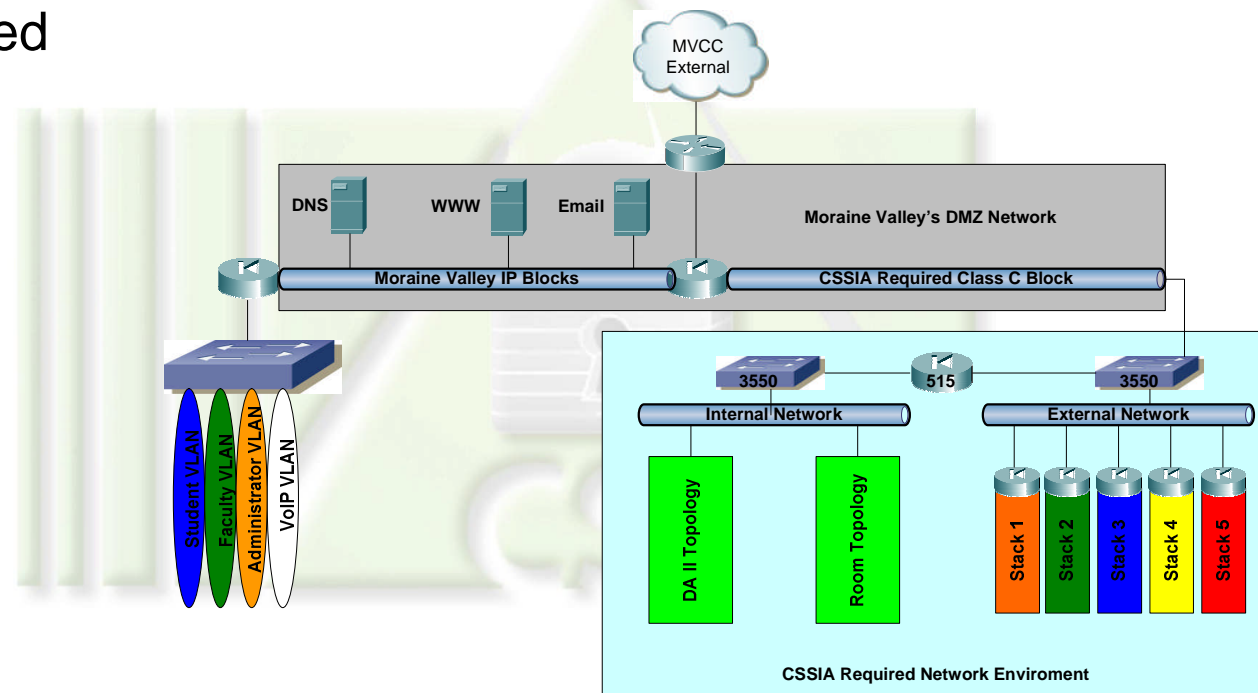 ed
MVCC
External
DNS
WWW
Email
Moraine Valley's DMZ Network
Moraine Valley IP Blocks
CSSIA Required Class C Block
3550
515
3550
Internal Network
External Network
Student VLAN
Faculty VLAN
Administrator VLAN
VoIP VLAN
DA II Topology
Room Topology
Stack 1
Stack 2
Stack 3
Stack 4
Stack 5
CSSIA Required Network Enviroment